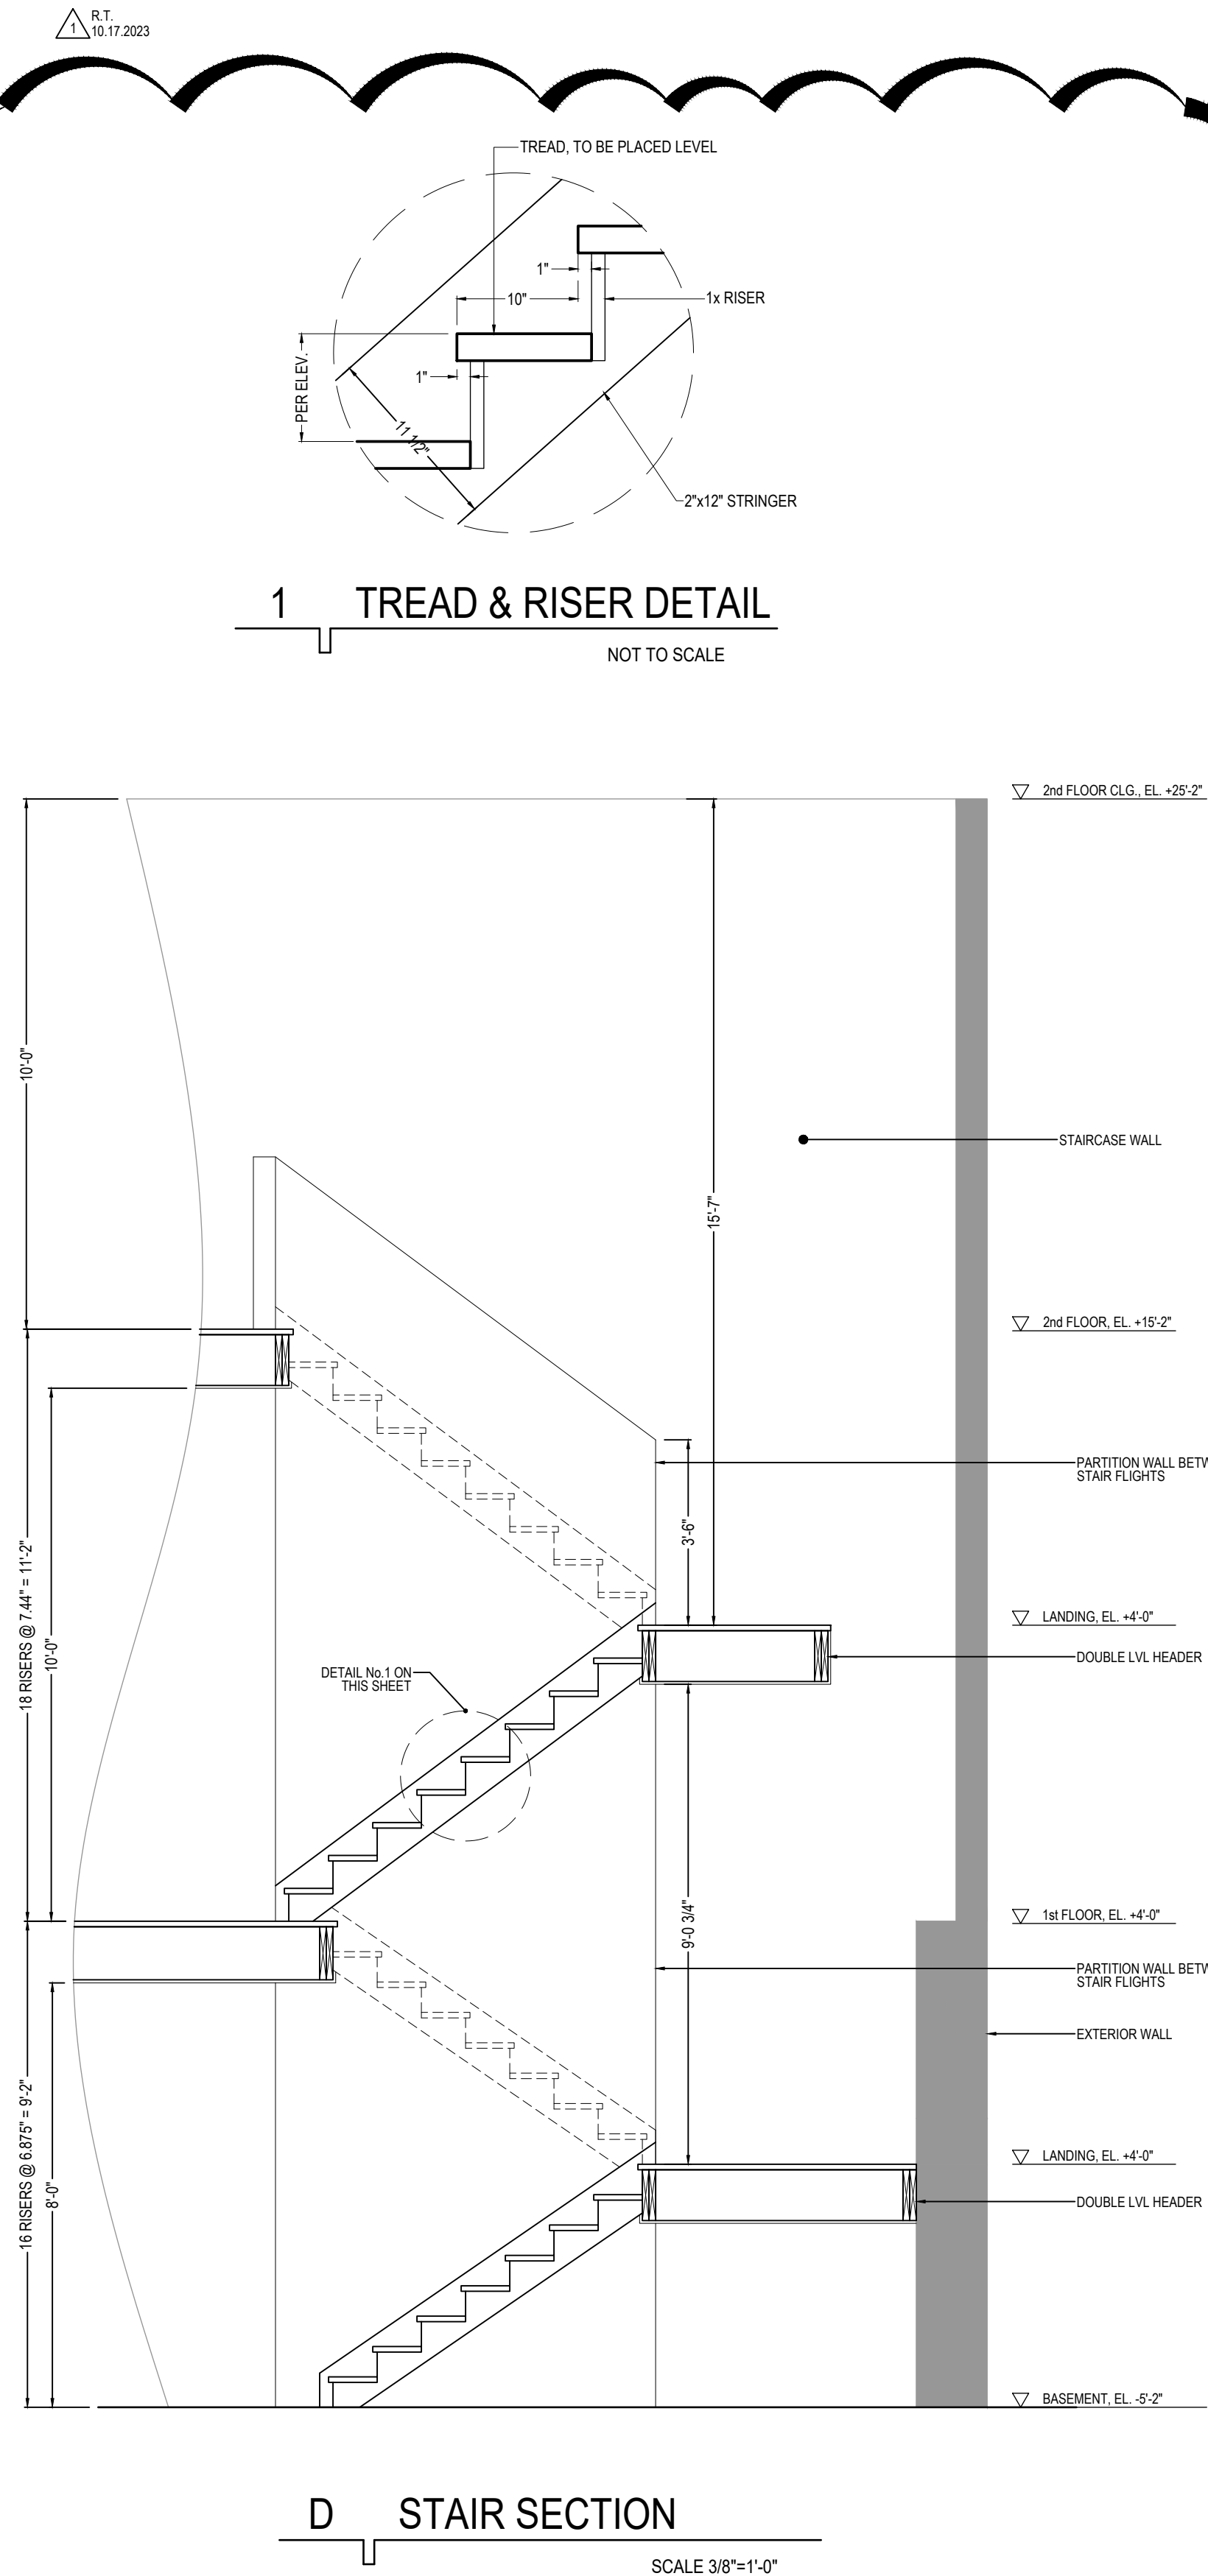 1
R.T.
10.17.2023
TREAD, TO BE PLACED LEVEL
1"
10"
1x RISER
PER ELEV.
1"
11 1/2"
2"x12" STRINGER
1 TREAD & RISER DETAIL
NOT TO SCALE
2nd FLOOR CLG., EL. +25'-2"
10'-0"
STAIRCASE WALL
15'-7"
2nd FLOOR, EL. +15'-2"
PARTITION WALL BETW
STAIR FLIGHTS
3'-6"
18 RISERS @ 7.44" = 11'-2"
10'-0"
LANDING, EL. +4'-0"
DOUBLE LVL HEADER
DETAIL No.1 ON
THIS SHEET
9'-0 3/4"
1st FLOOR, EL. +4'-0"
PARTITION WALL BETW
STAIR FLIGHTS
EXTERIOR WALL
16 RISERS @ 6.875" = 9'-2"
8'-0"
LANDING, EL. +4'-0"
DOUBLE LVL HEADER
BASEMENT, EL. -5'-2"
D STAIR SECTION
SCALE 3/8"=1'-0"